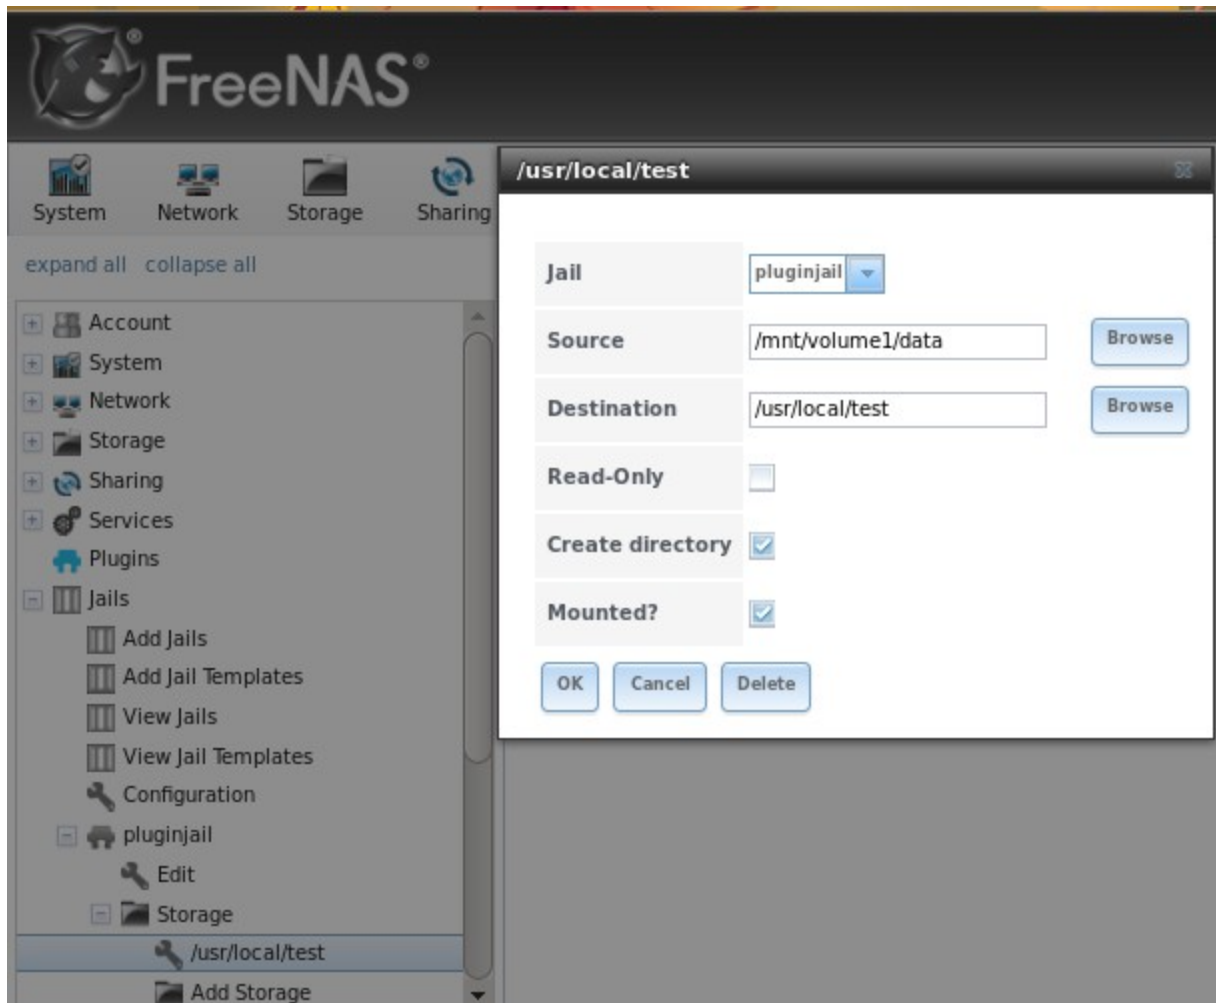 FreeNAS®
System Network Storage Sharing
expand all collapse all
Account
System
Network
Storage
Sharing
Services
Plugins
Jails
Add Jails
Add Jail Templates
View Jails
View Jail Templates
Configuration
pluginjail
Edit
Storage
/usr/local/test
Add Storage
/usr/local/test
Jail pluginjail
Source /mnt/volume1/data Browse
Destination /usr/local/test Browse
Read-Only
Create directory
Mounted?
OK Cancel Delete